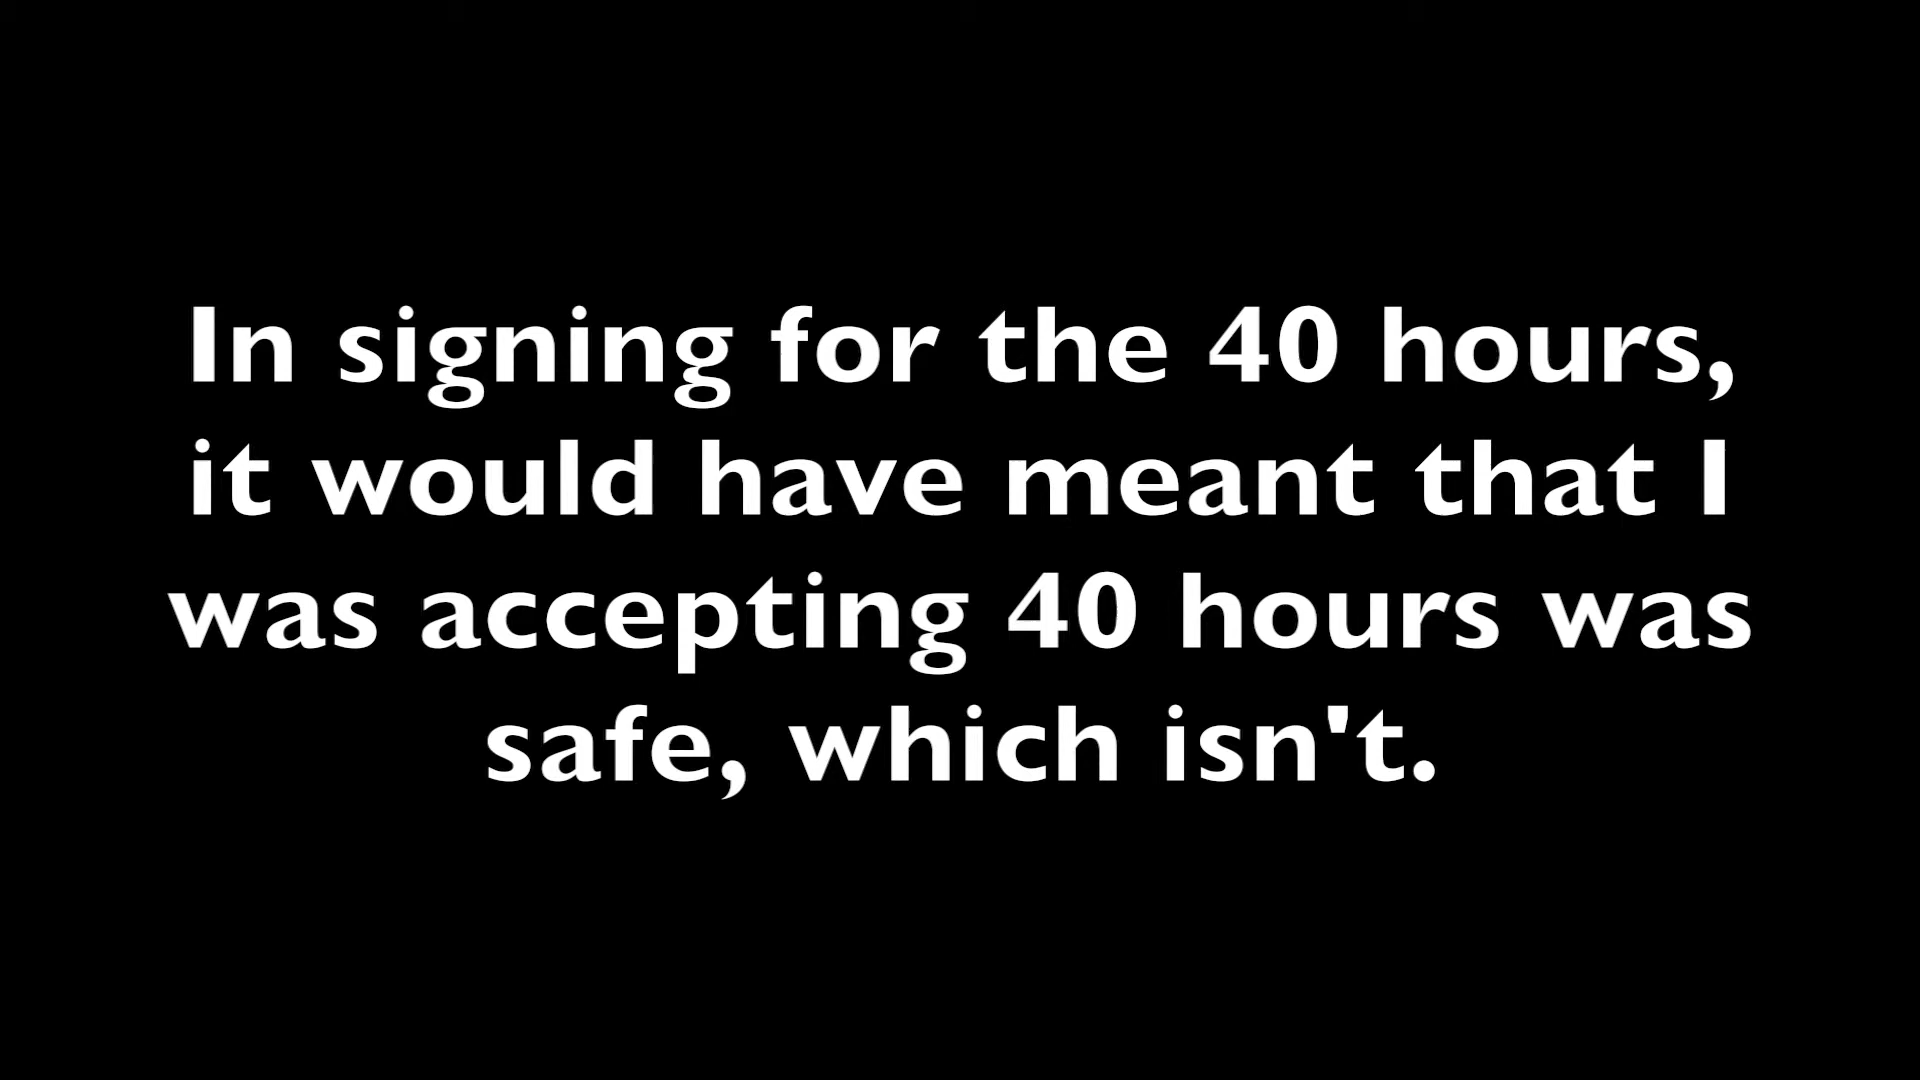 In signing for the 40 hours,
it would have meant that I
was accepting 40 hours was
safe, which isn't.